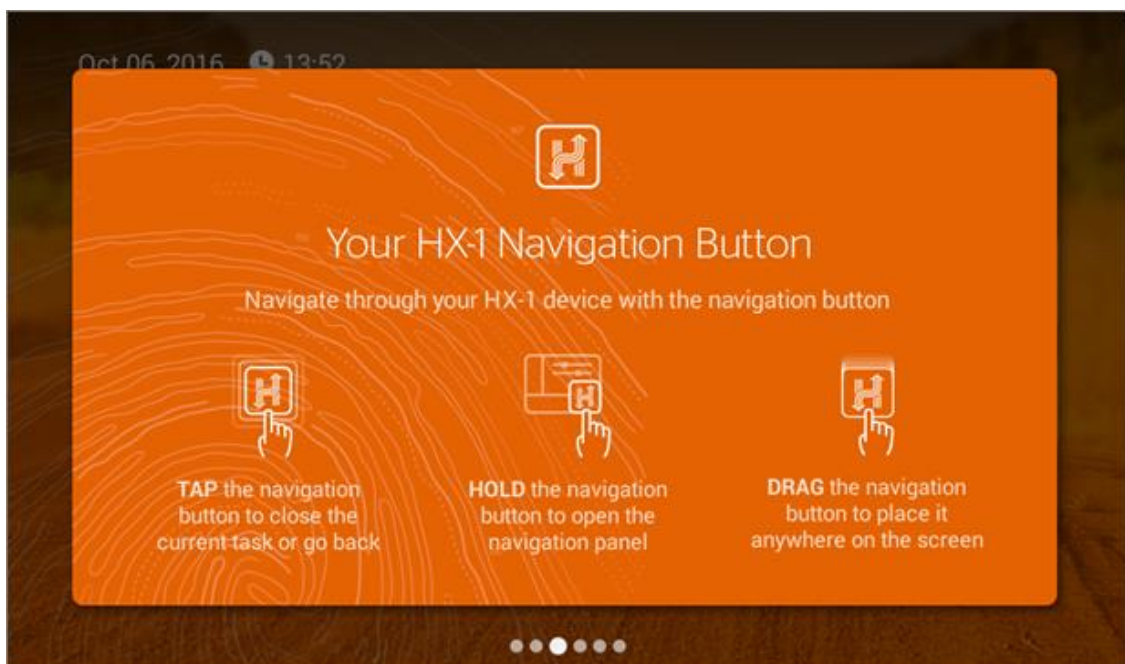 Oct 06, 2016 13:52
Your HX-1 Navigation Button
Navigate through your HX-1 device with the navigation button
TAP the navigation
button to close the
current task or go back
HOLD the navigation
button to open the
navigation panel
DRAG the navigation
button to place it
anywhere on the screen